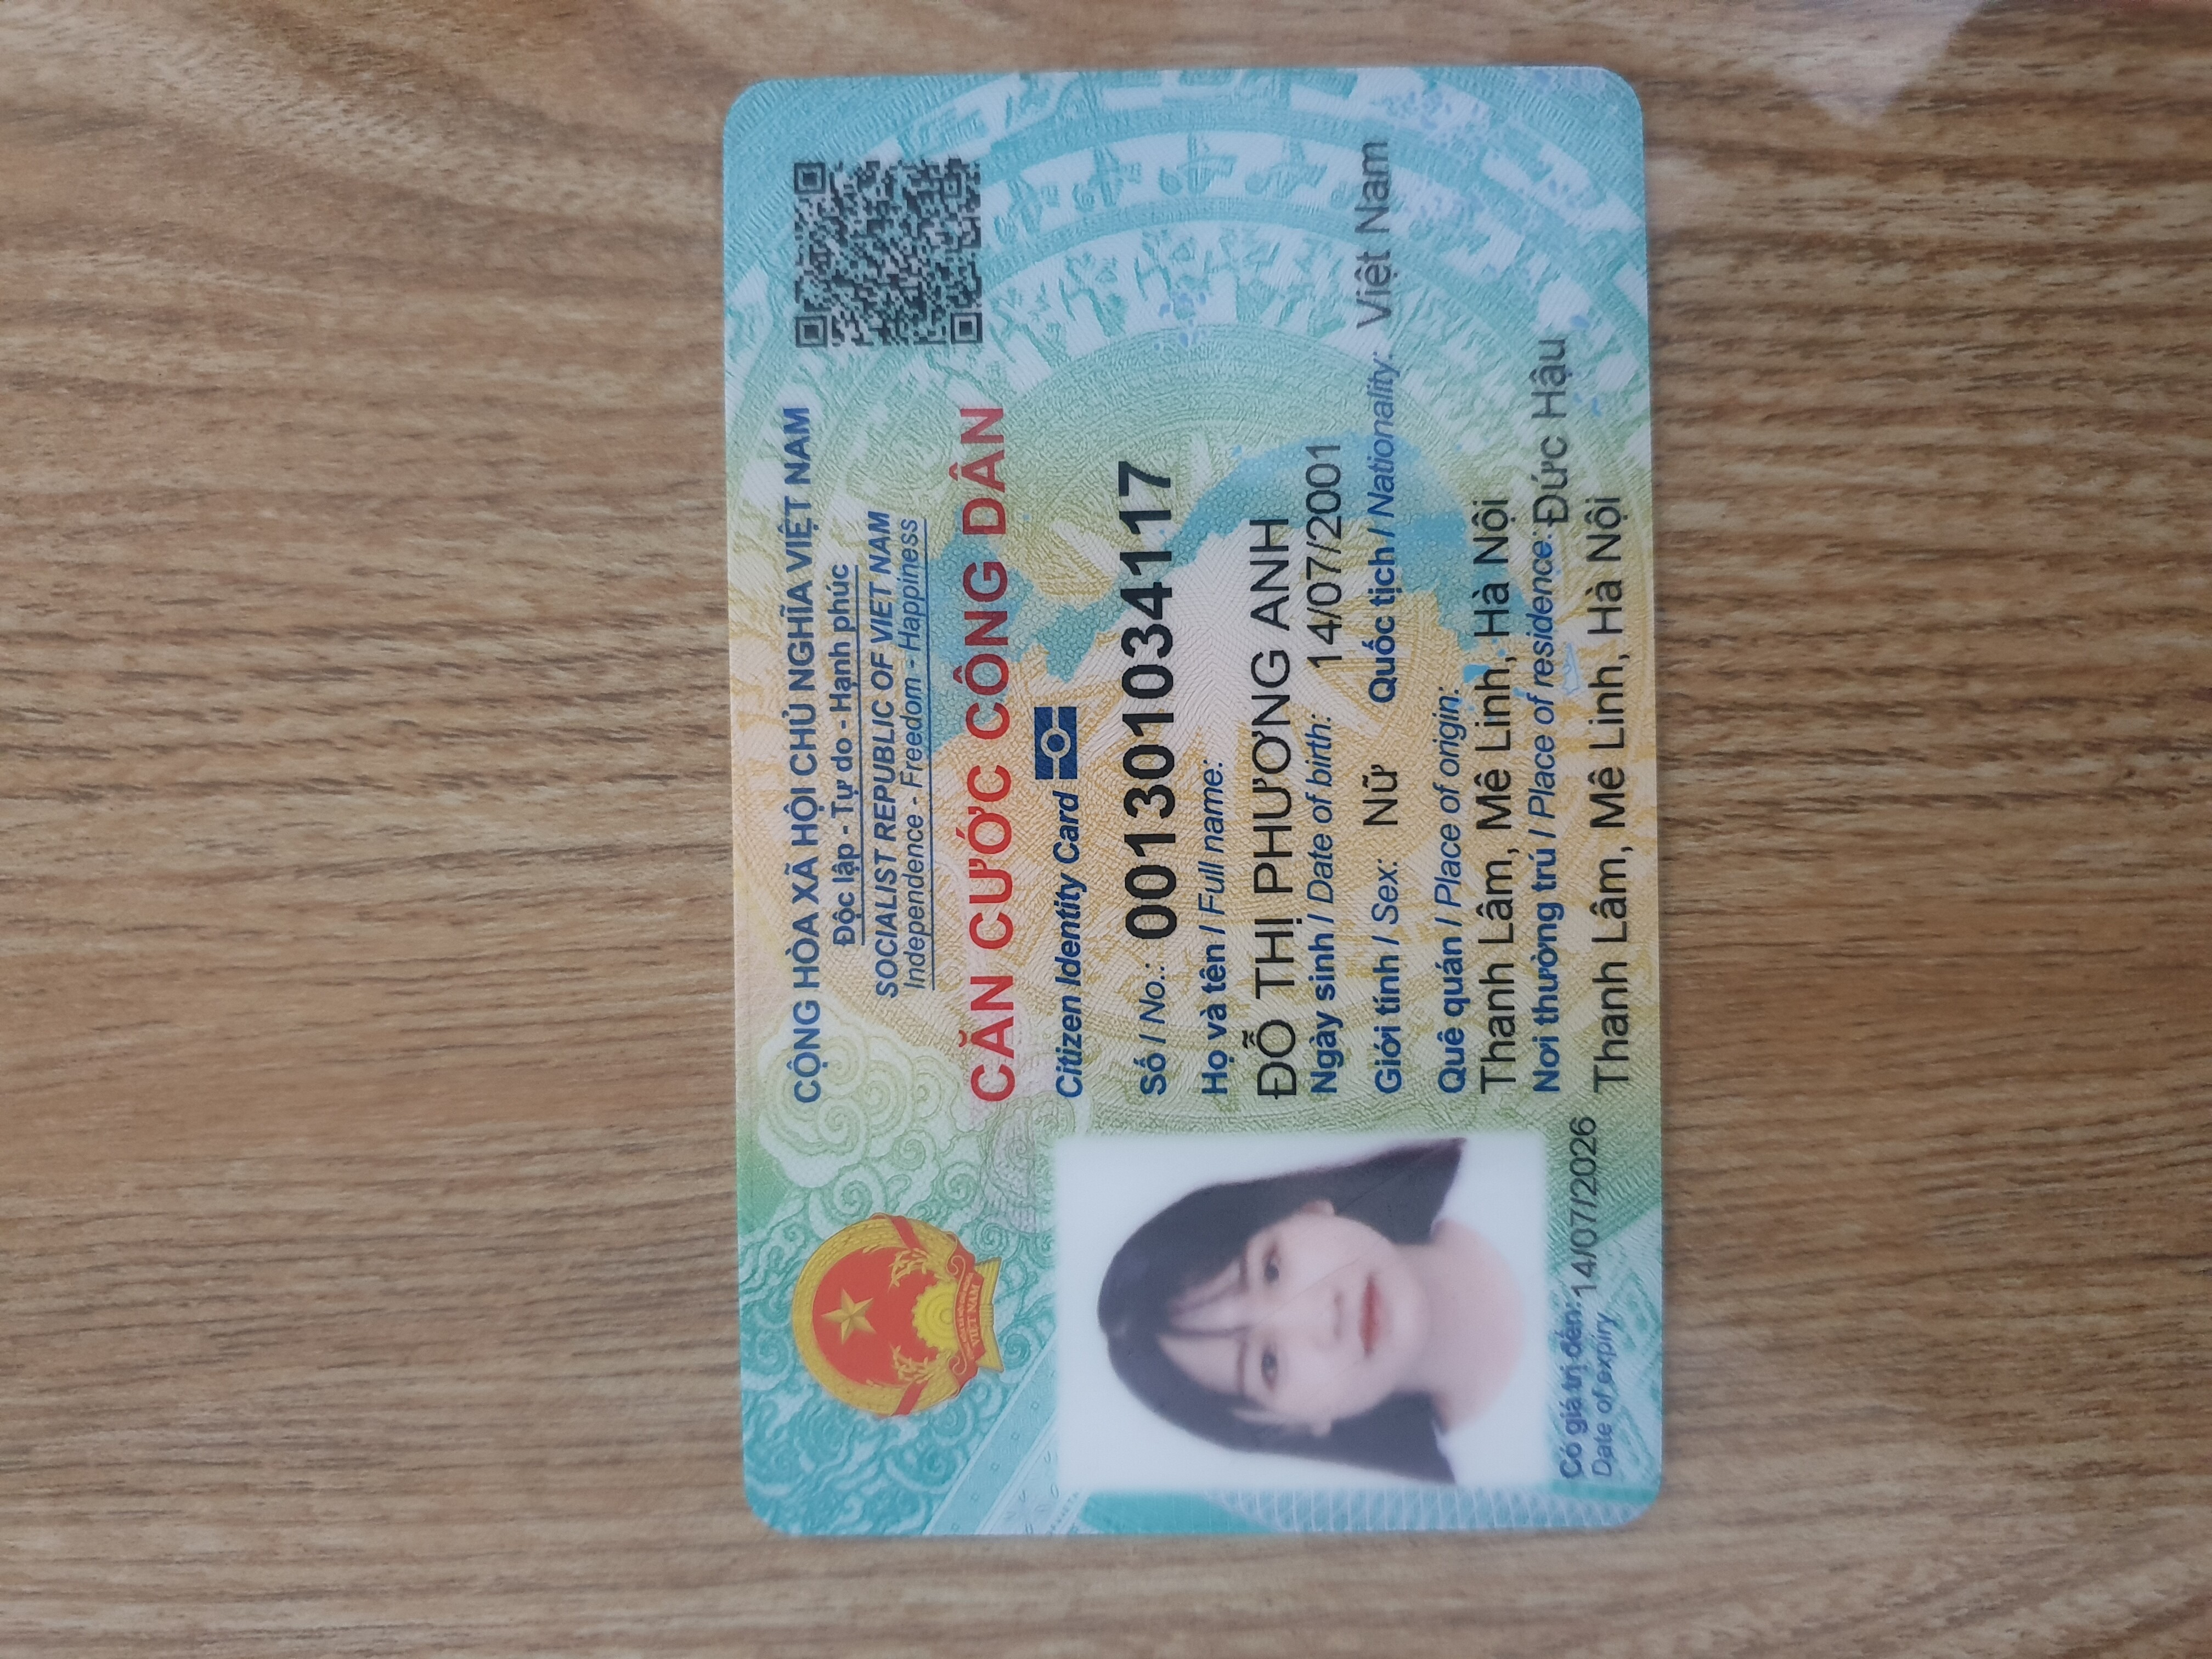 CỘNG HÒA XÃ HỘI CHỦ NGHĨA VIỆT NAM
Độc lập - Tự do - Hạnh phúc
SOCIALIST REPUBLIC OF VIET NAM
Independence - Freedom - Happiness
CĂN CƯỚC CÔNG DÂN
Citizen Identity Card
Số / No.: 001301034117
Họ và tên / Full name:
ĐỖ THỊ PHƯƠNG ANH
Ngày sinh / Date of birth: 14/07/2001
Giới tính / Sex: Nữ Quốc tịch / Nationality: Việt Nam
Quê quán / Place of origin:
Thanh Lâm, Mê Linh, Hà Nội
Nơi thường trú / Place of residence: Đức Hậu
Thanh Lâm, Mê Linh, Hà Nội
Có giá trị đến: 14/07/2026
Date of expiry
VIỆT NAM